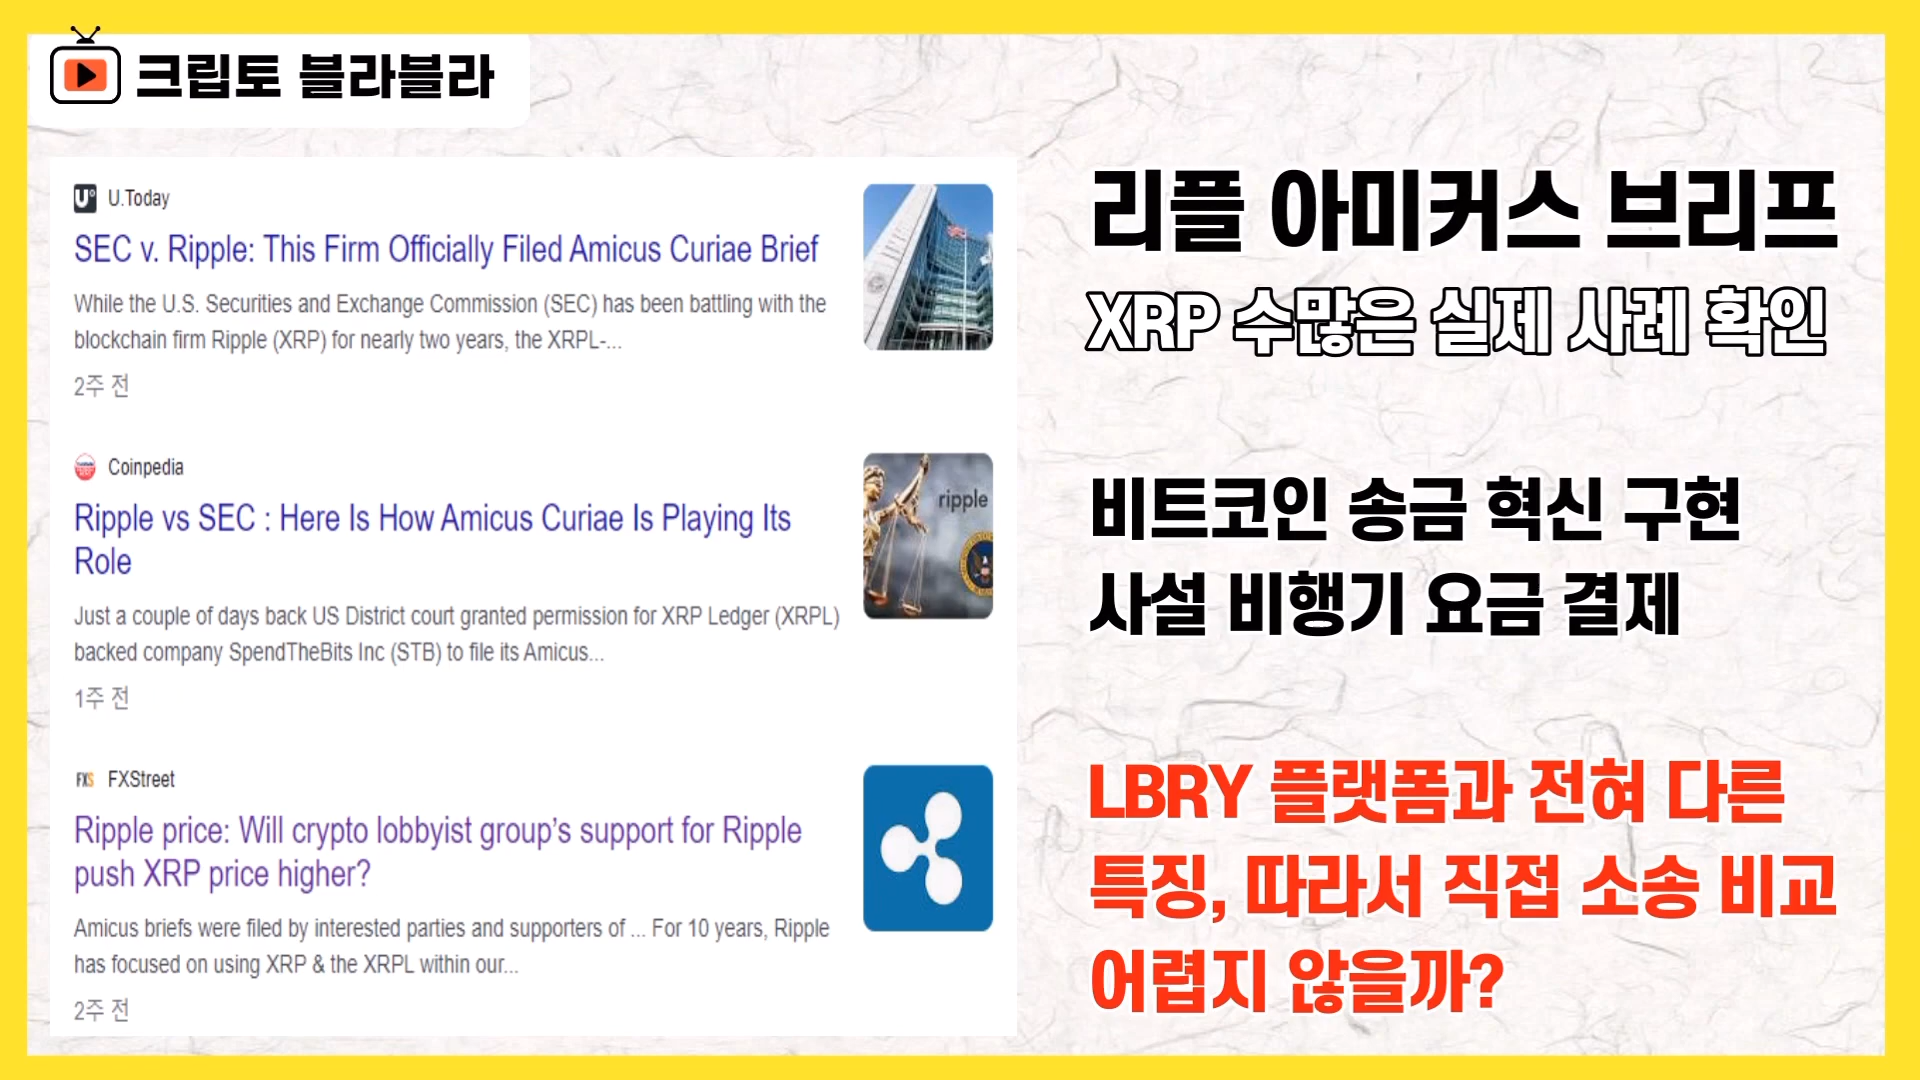 크립토 블라블라
U.Today
SEC v. Ripple: This Firm Officially Filed Amicus Curiae Brief
While the U.S. Securities and Exchange Commission (SEC) has been battling with the
blockchain firm Ripple (XRP) for nearly two years, the XRPL-...
2주 전
Coinpedia
Ripple vs SEC : Here Is How Amicus Curiae Is Playing Its
Role
Just a couple of days back US District court granted permission for XRP Ledger (XRPL)
backed company SpendTheBits Inc (STB) to file its Amicus...
1주 전
ripple
FXS FXStreet
Ripple price: Will crypto lobbyist group's support for Ripple
push XRP price higher?
Amicus briefs were filed by interested parties and supporters of ... For 10 years, Ripple
has focused on using XRP & the XRPL within our...
2주 전
리플 아미커스 브리프
XRP 수많은 실제 사례 확인
비트코인 송금 혁신 구현
사설 비행기 요금 결제
LBRY 플랫폼과 전혀 다른
특징, 따라서 직접 소송 비교
어렵지 않을까?